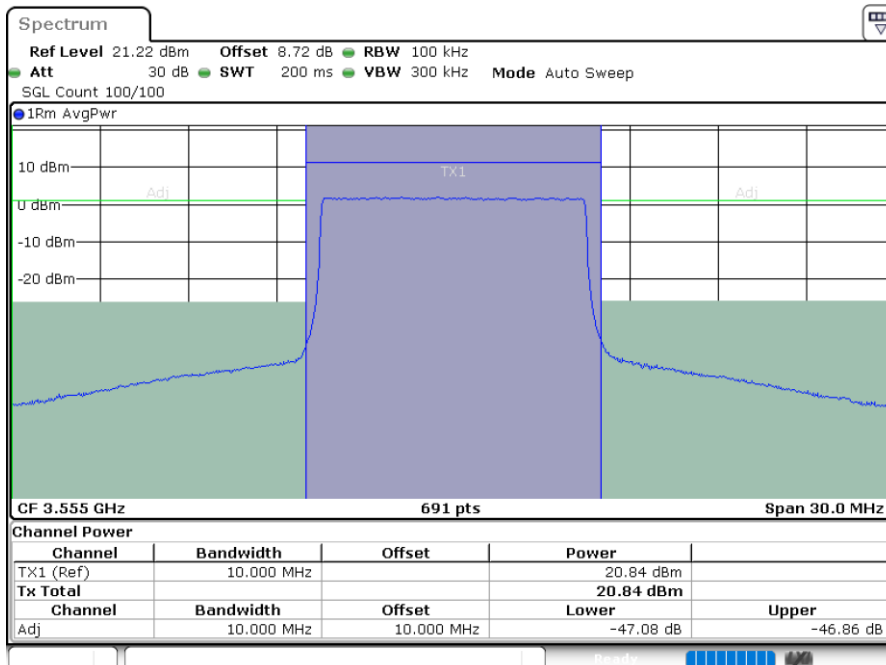 Spectrum
Ref Level 21.22 dBm Offset 8.72 dB RBW 100 kHz
Att 30 dB SWT 200 ms VBW 300 kHz Mode Auto Sweep
SGL Count 100/100
1Rm AvgPwr
10 dBm
TX1
Adj Adj
0 dBm
-10 dBm
-20 dBm
CF 3.555 GHz 691 pts Span 30.0 MHz
Channel Power
Channel Bandwidth Offset Power
TX1 (Ref) 10.000 MHz 20.84 dBm
Tx Total 20.84 dBm
Channel Bandwidth Offset Lower Upper
Adj 10.000 MHz 10.000 MHz -47.08 dB -46.86 dB
Ready